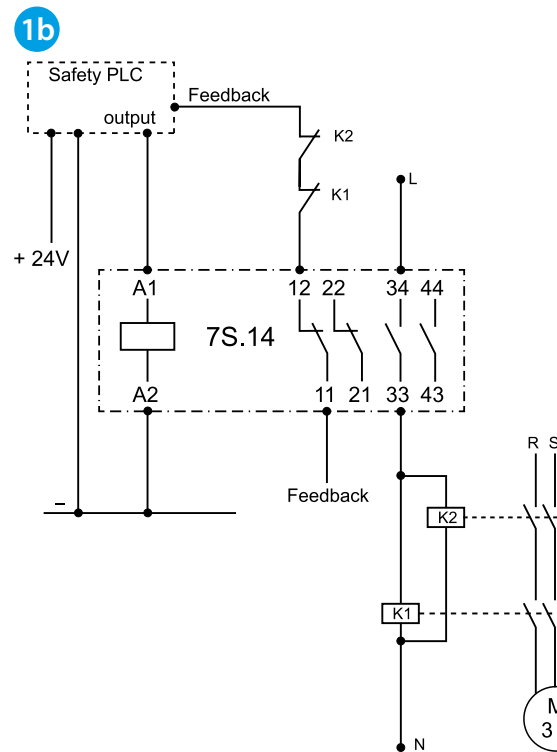 1b
Safety PLC
output
Feedback
K2
K1
L
+ 24V
A1
12 22
34 44
7S.14
A2
11 21
33 43
Feedback
–
R S
K2
K1
M
3
N